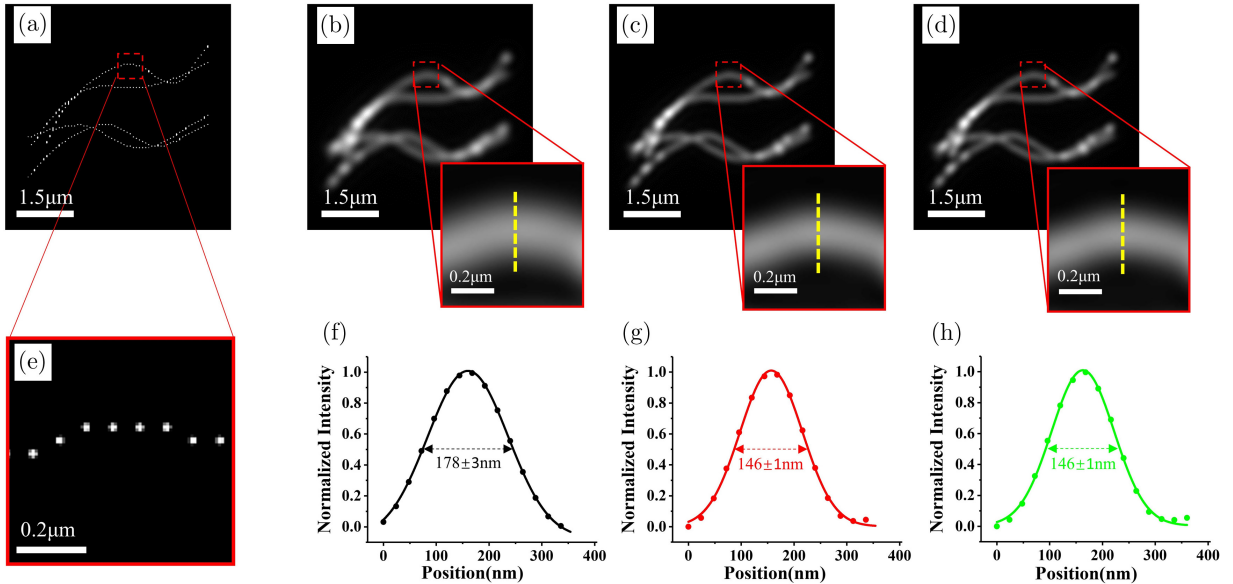 (a)
1.5μm
(b)
1.5μm
0.2μm
(c)
1.5μm
0.2μm
(d)
1.5μm
0.2μm
(e)
0.2μm
(f)
Normalized Intensity
1.0
0.8
0.6
0.4
0.2
0.0
178±3nm
0
100
200
300
400
Position(nm)
(g)
Normalized Intensity
1.0
0.8
0.6
0.4
0.2
0.0
146±1nm
0
100
200
300
400
Position(nm)
(h)
Normalized Intensity
1.0
0.8
0.6
0.4
0.2
0.0
146±1nm
0
100
200
300
400
Position(nm)